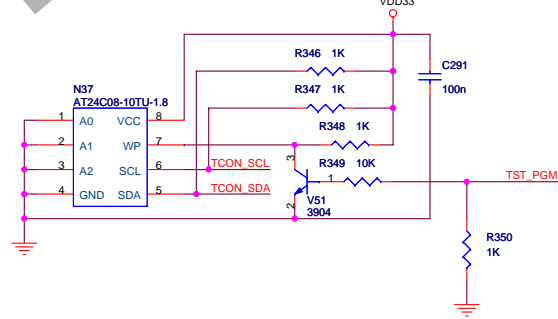 VDD33
R346 1K
C291
R347 1K
100n
N37
AT24C08-10TU-1.8
R348 1K
1 A0 VCC 8
2 A1 WP 7
3 A2 SCL 6 TCON_SCL
4 GND SDA 5 TCON_SDA
3
R349 10K
1
TST_PGM
V51
2 3904
R350
1K